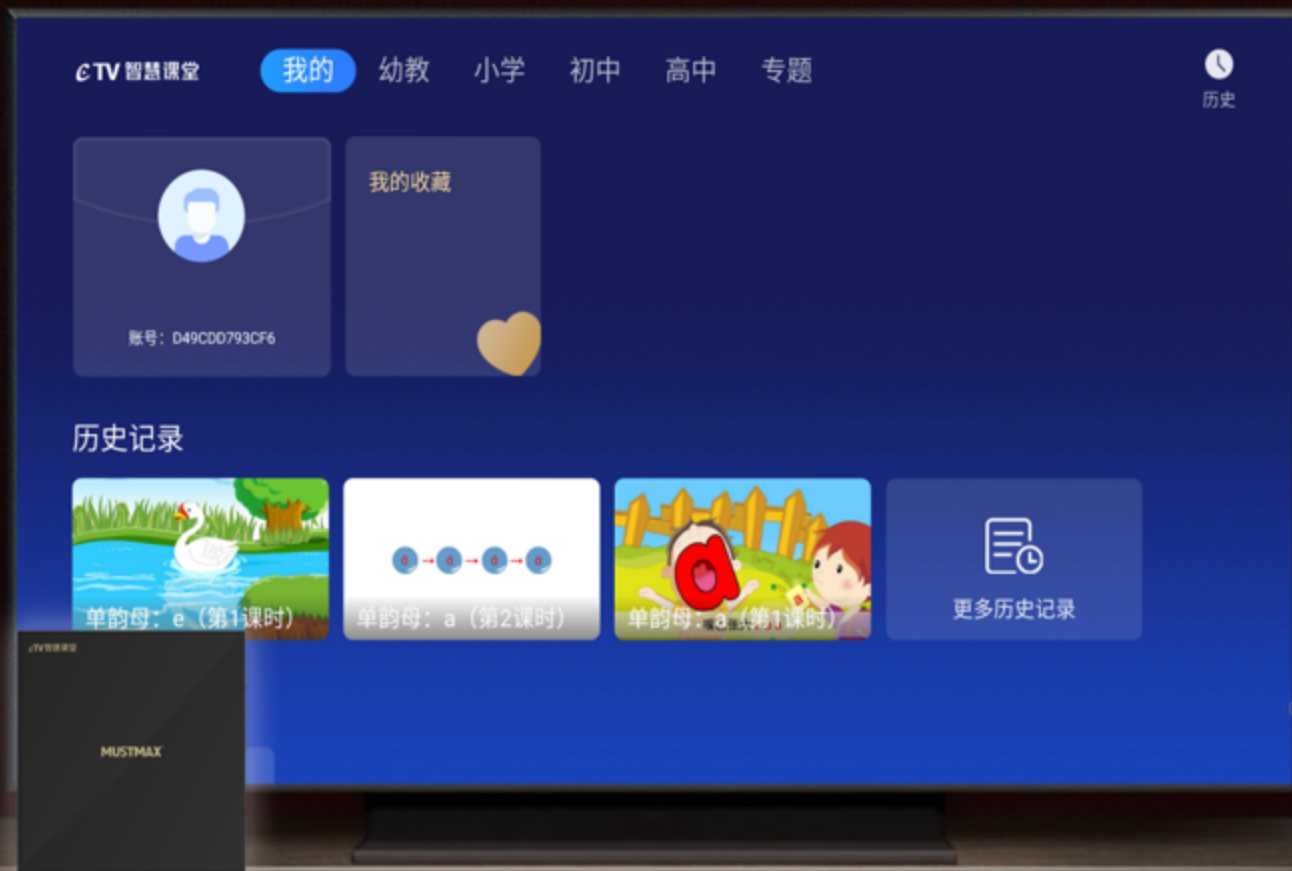 eTV智慧课堂
我的
幼教
小学
初中
高中
专题
历史
账号：D49CDD793CF6
我的收藏
历史记录
单韵母：e（第1课时）
单韵母：a（第2课时）
单韵母：a（第1课时）
更多历史记录
eTV智慧课堂
MUSTMAX